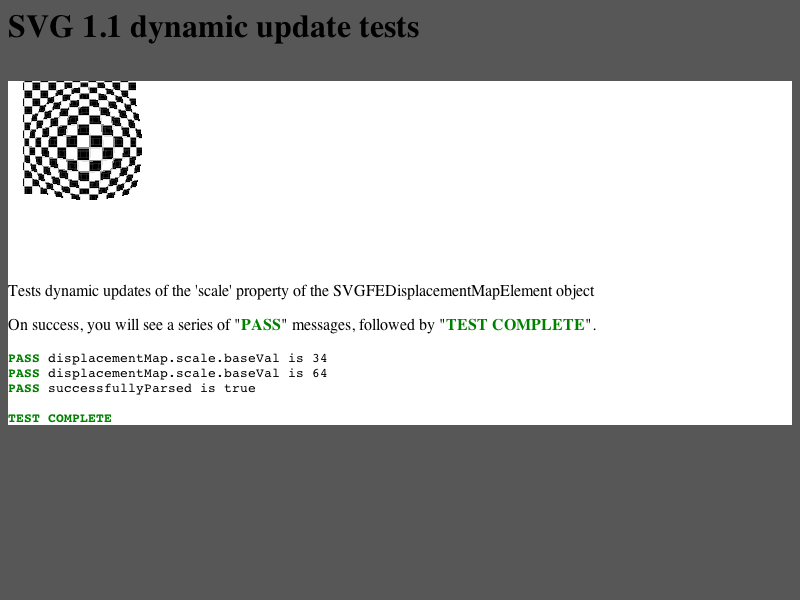 SVG 1.1 dynamic update tests
Tests dynamic updates of the 'scale' property of the SVGFEDisplacementMapElement object
On success, you will see a series of "PASS" messages, followed by "TEST COMPLETE".
PASS displacementMap.scale.baseVal is 34
PASS displacementMap.scale.baseVal is 64
PASS successfullyParsed is true
TEST COMPLETE